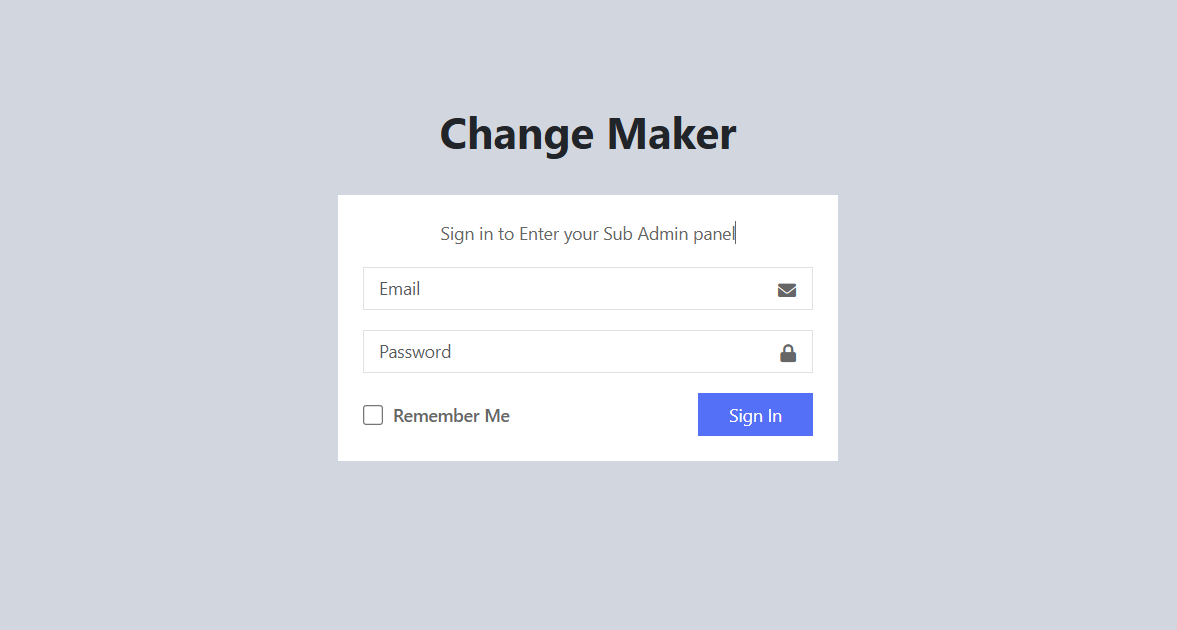 Change Maker
Sign in to Enter your Sub Admin panel
Email
Password
Remember Me
Sign In